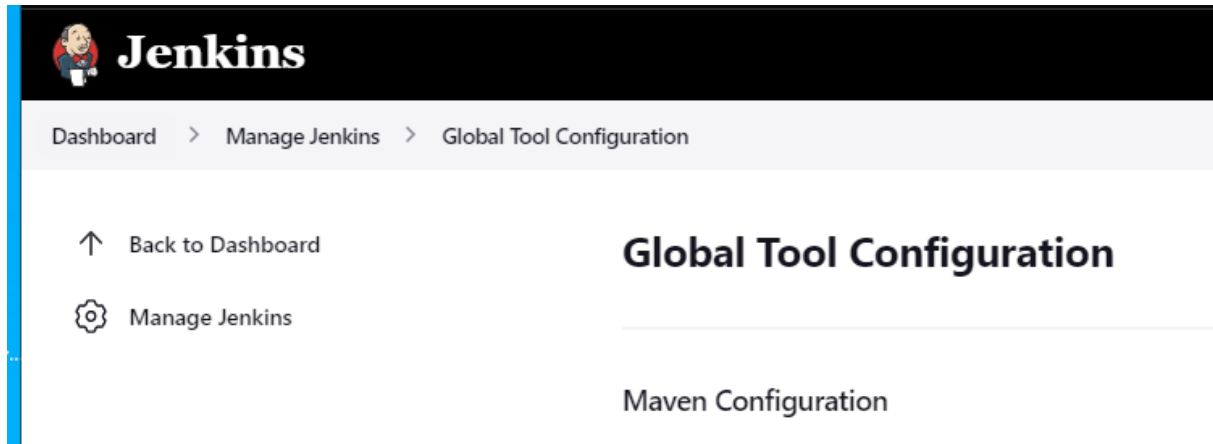 Jenkins
Dashboard > Manage Jenkins > Global Tool Configuration
Back to Dashboard
Global Tool Configuration
Manage Jenkins
Maven Configuration